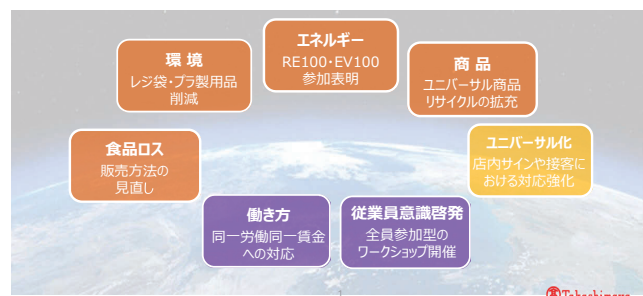 エネルギー
RE100・EV100
参加表明
環 境
レジ袋・プラ製用品
削減
商 品
ユニバーサル商品
リサイクルの拡充
食品ロス
販売方法の
見直し
ユニバーサル化
店内サインや接客に
おける対応強化
働き方
同一労働同一賃金
への対応
従業員意識啓発
全員参加型の
ワークショップ開催